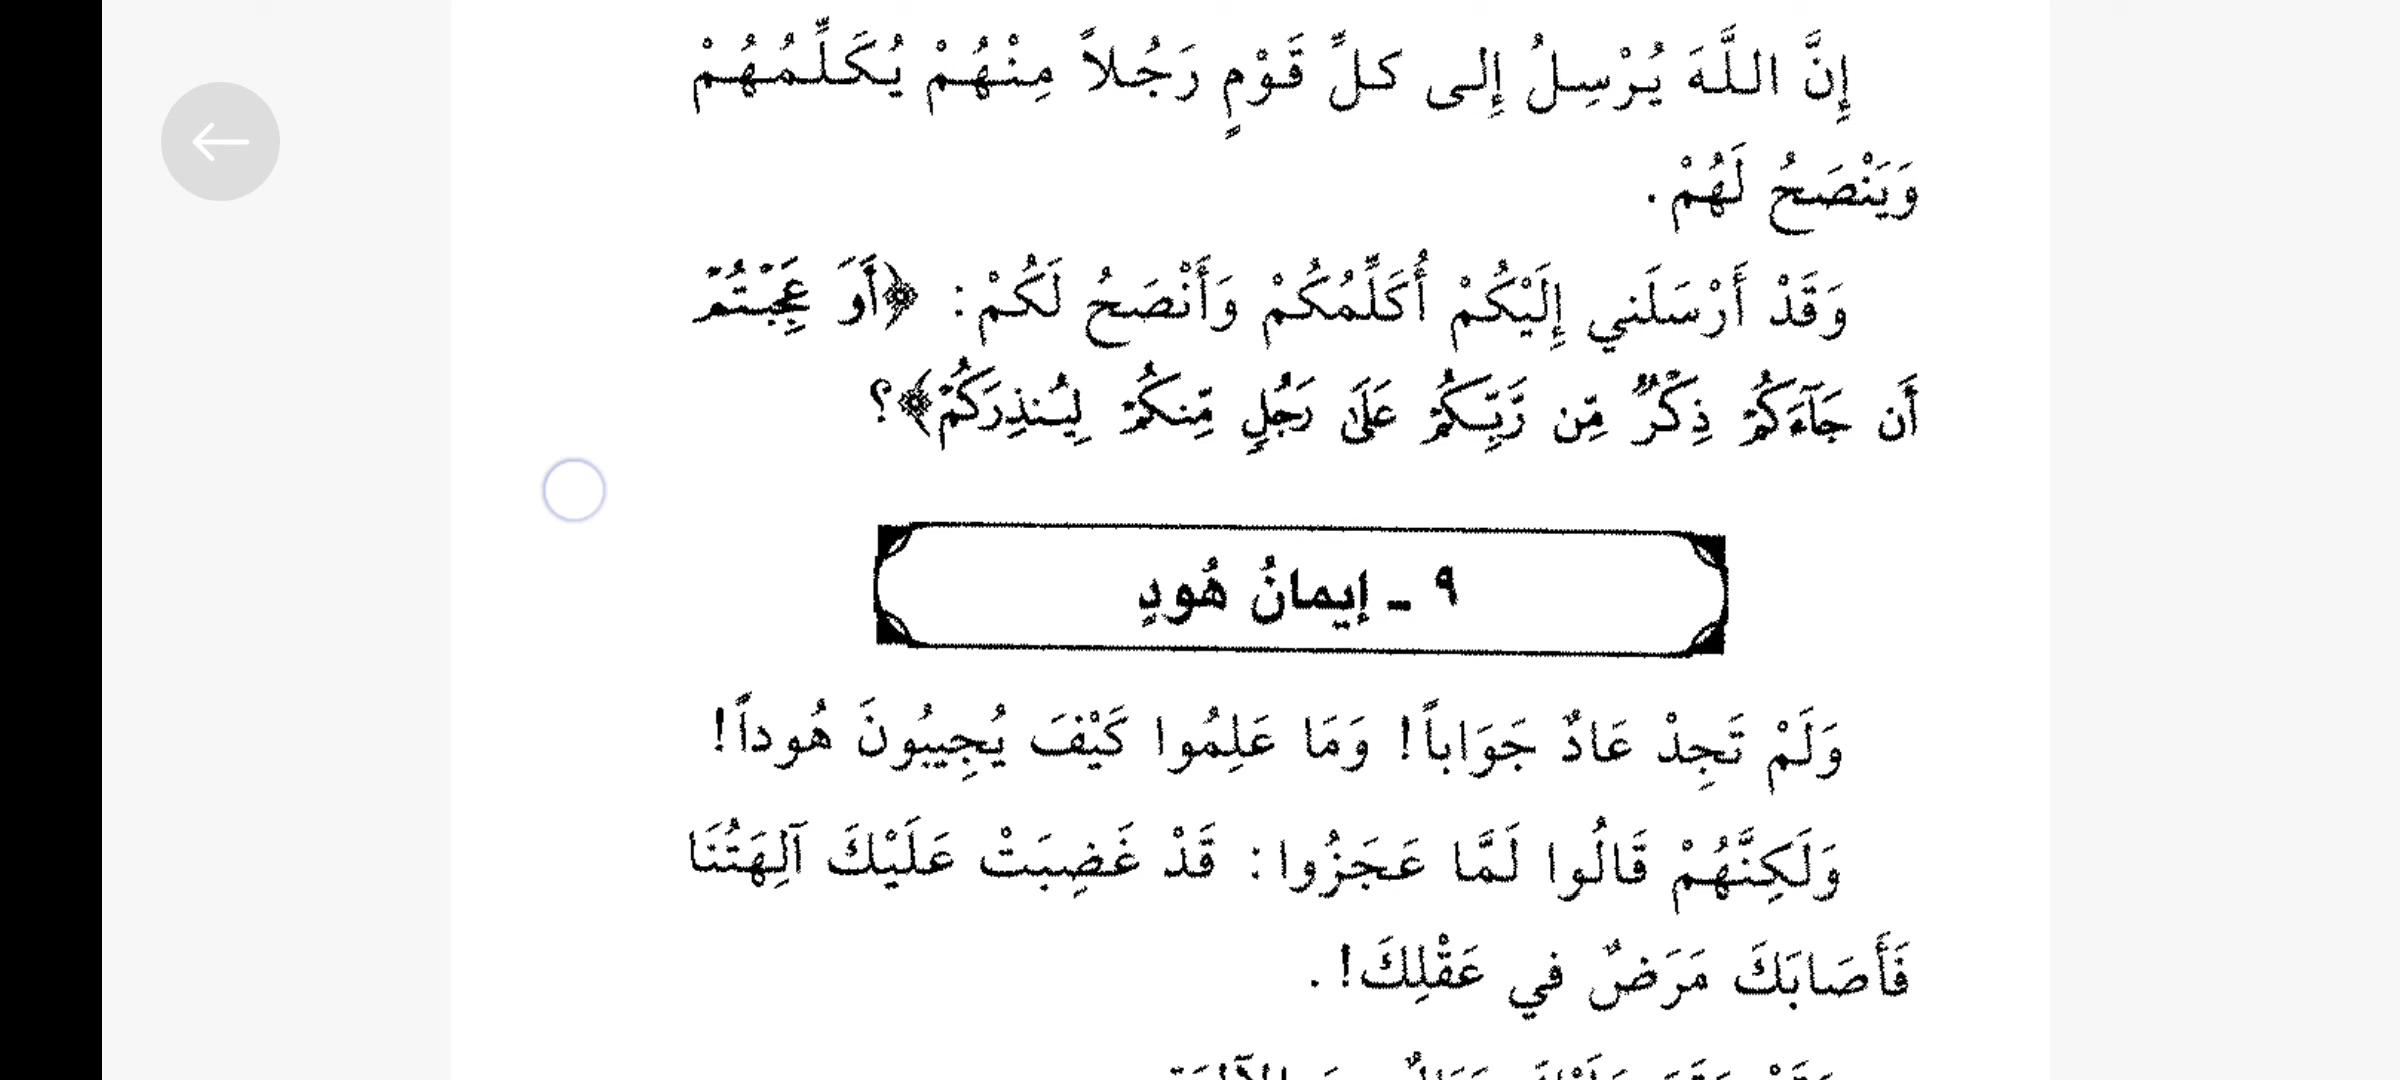 إِنَّ اللَّهَ يُرْسِلُ إِلى كلِّ قَوْمٍ رَجُلاً مِنْهُمْ يُكَلِّمُهُمْ
وَيَنْصَحُ لَهُمْ.
وَقَدْ أَرْسَلَني إِلَيْكُمْ أُكَلِّمُكُمْ وَأَنْصَحُ لَكُمْ: ﴿أَوَ عَجِبْتُمْ
أَن جَآءَكُمْ ذِكْرٌ مِّن رَّبِّكُمْ عَلَىٰ رَجُلٍ مِّنكُمْ لِيُنذِرَكُمْ﴾؟
٩ ـ إيمانُ هُودٍ
وَلَمْ تَجِدْ عَادٌ جَوَاباً! وَمَا عَلِمُوا كَيْفَ يُجِيبُونَ هُوداً!
وَلَكِنَّهُمْ قَالُوا لَمَّا عَجَزُوا: قَدْ غَضِبَتْ عَلَيْكَ آلِهَتُنَا
فَأَصَابَكَ مَرَضٌ في عَقْلِكَ!.